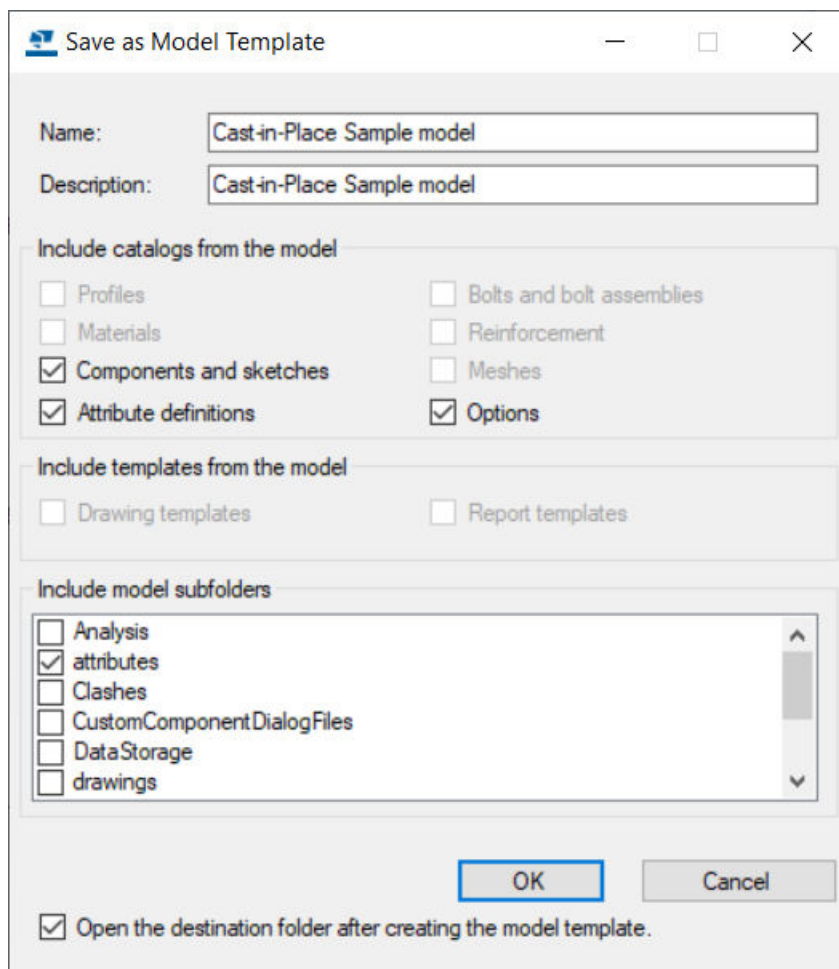 Save as Model Template
Name: Cast-in-Place Sample model
Description: Cast-in-Place Sample model
Include catalogs from the model
Profiles Bolts and bolt assemblies
Materials Reinforcement
Components and sketches Meshes
Attribute definitions Options
Include templates from the model
Drawing templates Report templates
Include model subfolders
Analysis
attributes
Clashes
CustomComponentDialogFiles
DataStorage
drawings
OK Cancel
Open the destination folder after creating the model template.